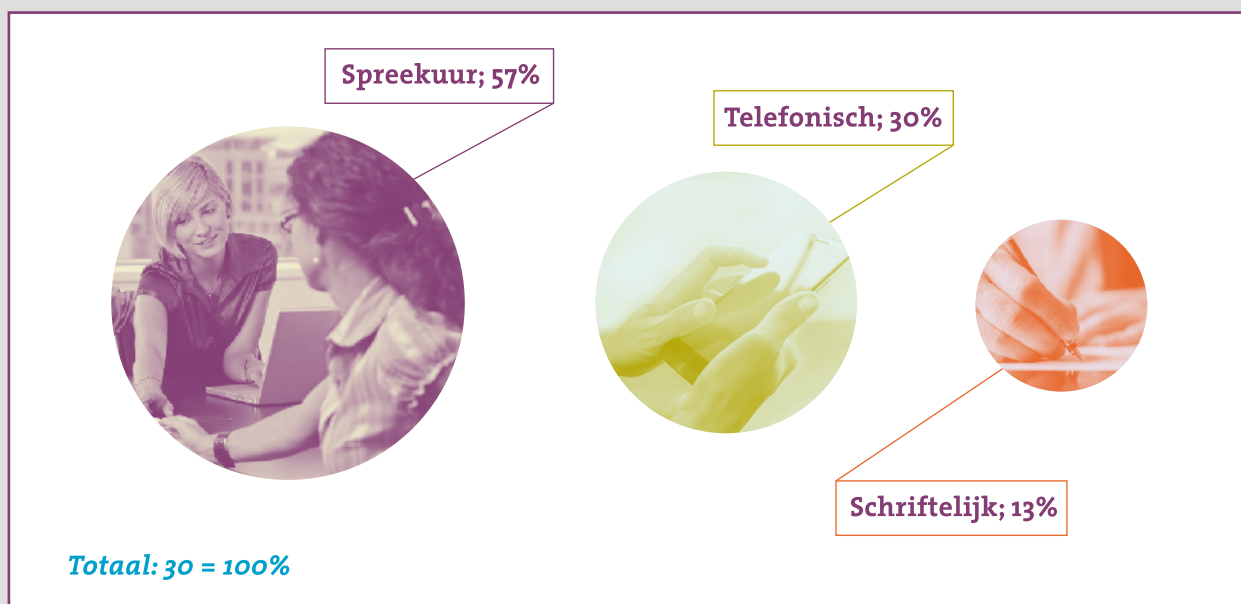 Spreekuur; 57%
Telefonisch; 30%
Schriftelijk; 13%
Totaal: 30 = 100%